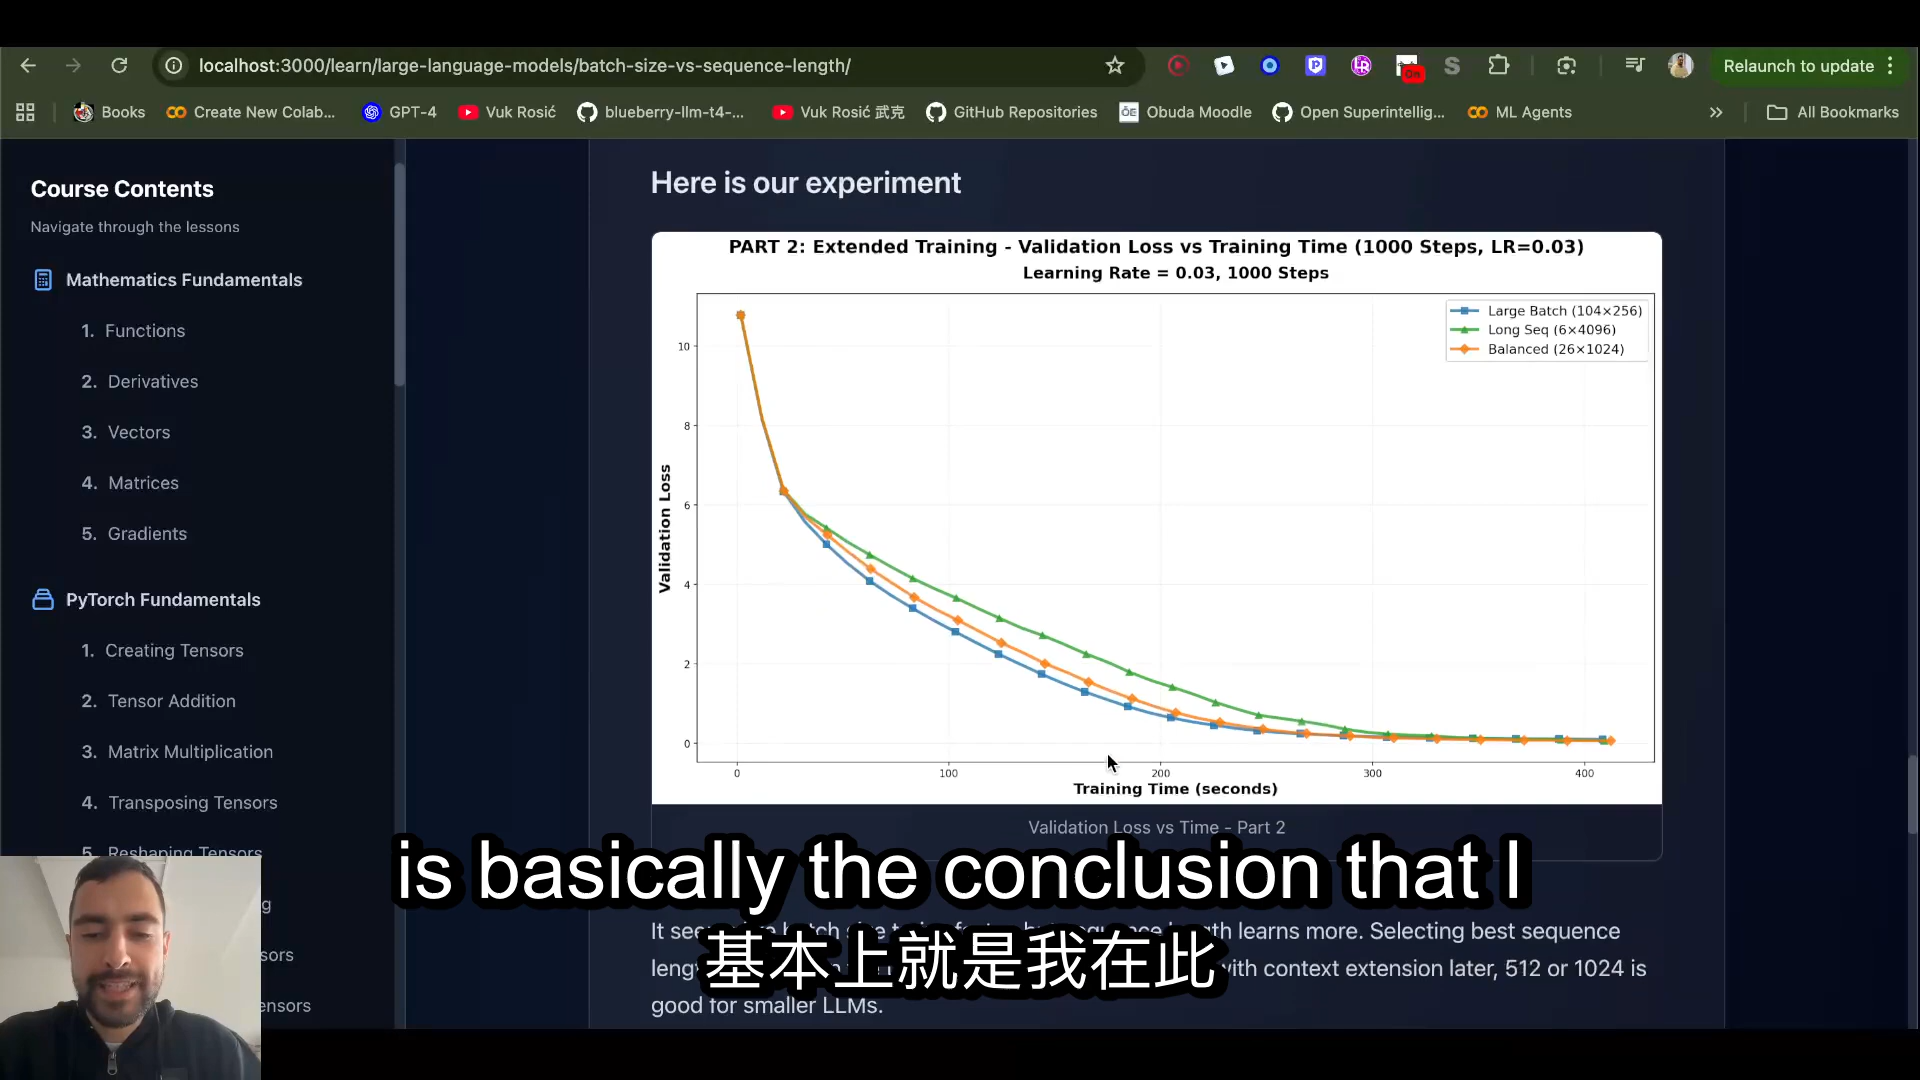 localhost:3000/learn/large-language-models/batch-size-vs-sequence-length/
On
Relaunch to update
Books
Create New Colab...
GPT-4
Vuk Rosić
blueberry-llm-t4-...
Vuk Rosić 武克
GitHub Repositories
Obuda Moodle
Open Superintellig...
ML Agents
All Bookmarks
Course Contents
Navigate through the lessons
Mathematics Fundamentals
1. Functions
2. Derivatives
3. Vectors
4. Matrices
5. Gradients
PyTorch Fundamentals
1. Creating Tensors
2. Tensor Addition
3. Matrix Multiplication
4. Transposing Tensors
5. Reshaping Tensors
Here is our experiment
PART 2: Extended Training - Validation Loss vs Training Time (1000 Steps, LR=0.03)
Learning Rate = 0.03, 1000 Steps
Large Batch (104×256)
Long Seq (6×4096)
Balanced (26×1024)
10
8
6
4
2
0
Validation Loss
0 100 200 300 400
Training Time (seconds)
Validation Loss vs Time - Part 2
is basically the conclusion that I
基本上就是我在此
It learns more. Selecting best sequence
with context extension later, 512 or 1024 is
good for smaller LLMs.